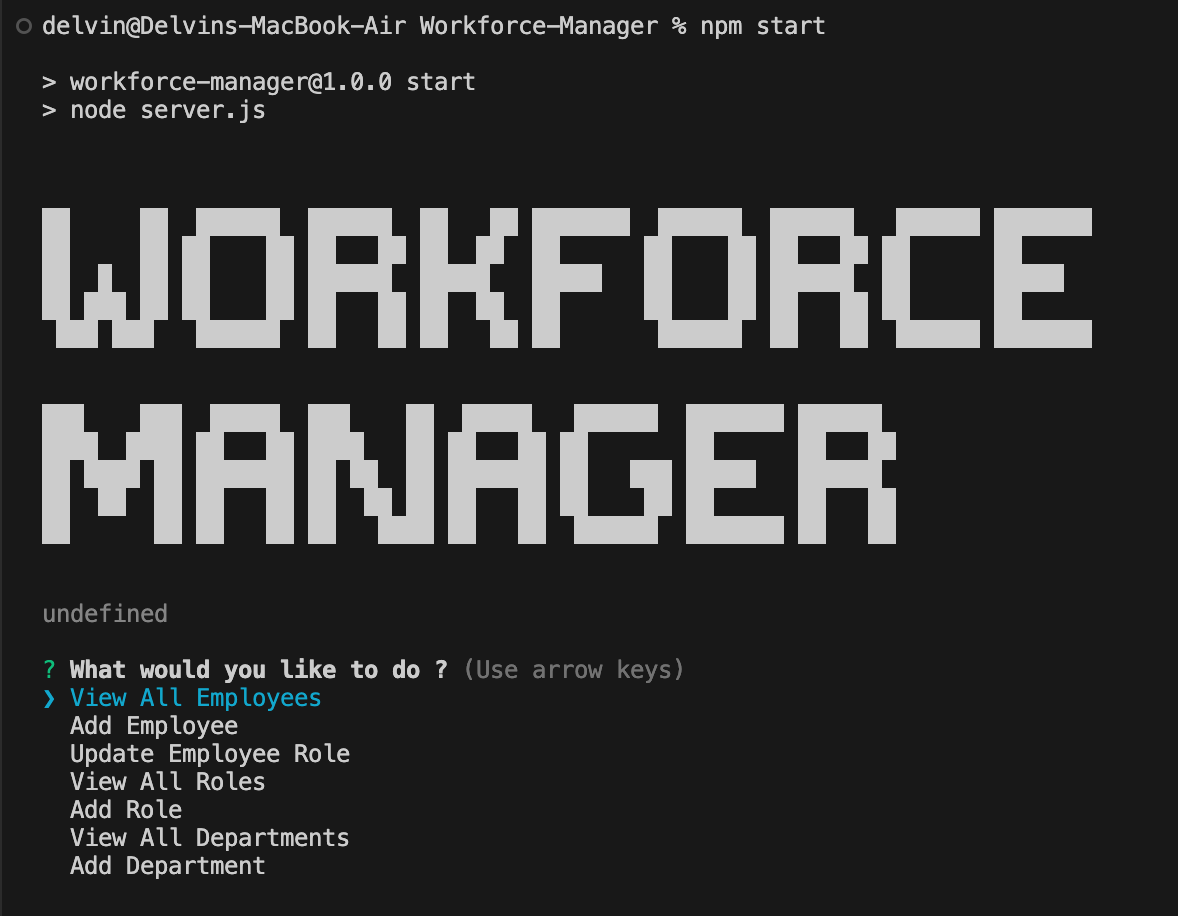 delvin@Delvins-MacBook-Air Workforce-Manager % npm start
> workforce-manager@1.0.0 start
> node server.js
WORKFORCE
MANAGER
undefined
? What would you like to do ? (Use arrow keys)
❯ View All Employees
Add Employee
Update Employee Role
View All Roles
Add Role
View All Departments
Add Department